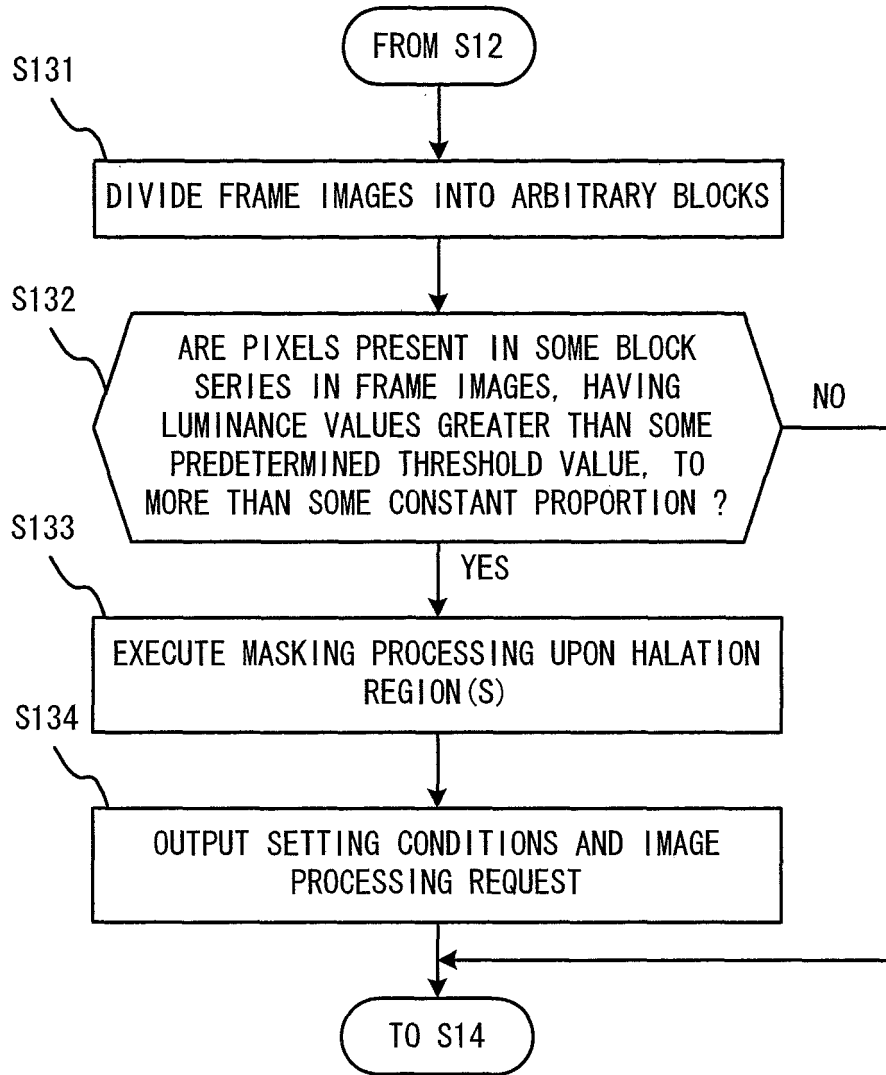 FROM S12
S131
DIVIDE FRAME IMAGES INTO ARBITRARY BLOCKS
S132
ARE PIXELS PRESENT IN SOME BLOCK
SERIES IN FRAME IMAGES, HAVING
LUMINANCE VALUES GREATER THAN SOME
PREDETERMINED THRESHOLD VALUE, TO
MORE THAN SOME CONSTANT PROPORTION ?
NO
YES
S133
EXECUTE MASKING PROCESSING UPON HALATION
REGION(S)
S134
OUTPUT SETTING CONDITIONS AND IMAGE
PROCESSING REQUEST
TO S14